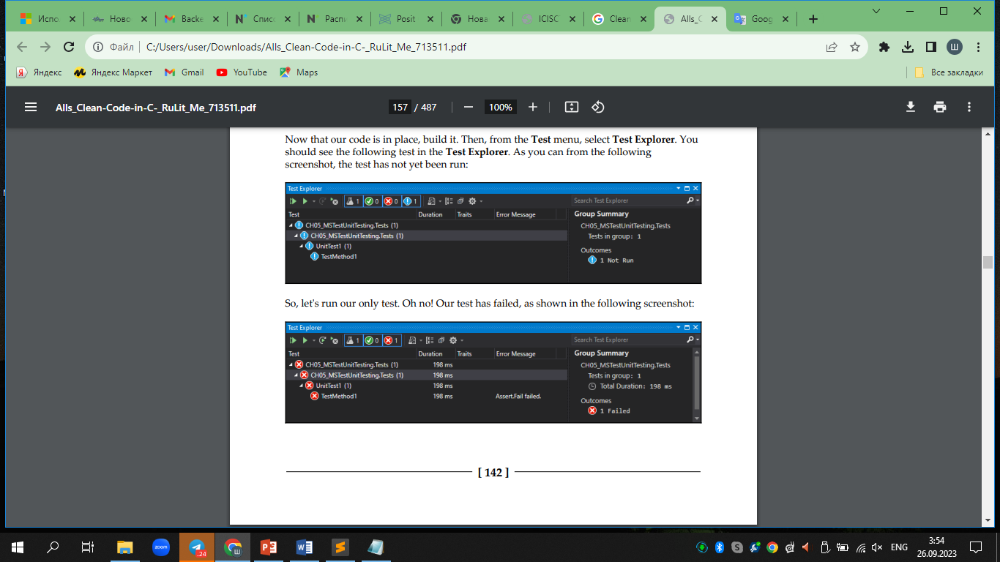 Испо.
Ново
Backe
Списс
Распи
Posit
Нова
ICISC
Clean
Alls_C
Goog
Файл | C:/Users/user/Downloads/Alls_Clean-Code-in-C-_RuLit_Me_713511.pdf
Ш
Яндекс
Яндекс Маркет
Gmail
YouTube
Maps
Все закладки
Alls_Clean-Code-in-C-_RuLit_Me_713511.pdf
157 / 487
100%
Now that our code is in place, build it. Then, from the Test menu, select Test Explorer. You
should see the following test in the Test Explorer. As you can from the following
screenshot, the test has not yet been run:
Test Explorer
1 0 0 1
Search Test Explorer
Test Duration Traits Error Message
CH05_MSTestUnitTesting.Tests (1)
CH05_MSTestUnitTesting.Tests (1)
UnitTest1 (1)
TestMethod1
Group Summary
CH05_MSTestUnitTesting.Tests
Tests in group: 1
Outcomes
1 Not Run
So, let's run our only test. Oh no! Our test has failed, as shown in the following screenshot:
Test Explorer
1 0 1
Search Test Explorer
Test Duration Traits Error Message
CH05_MSTestUnitTesting.Tests (1) 198 ms
CH05_MSTestUnitTesting.Tests (1) 198 ms
UnitTest1 (1) 198 ms
TestMethod1 198 ms Assert.Fail failed.
Group Summary
CH05_MSTestUnitTesting.Tests
Tests in group: 1
Total Duration: 198 ms
Outcomes
1 Failed
[ 142 ]
zoom
..24
ENG
3:54
26.09.2023